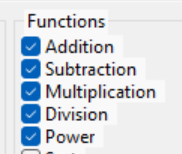 Functions
Addition
Subtraction
Multiplication
Division
Power